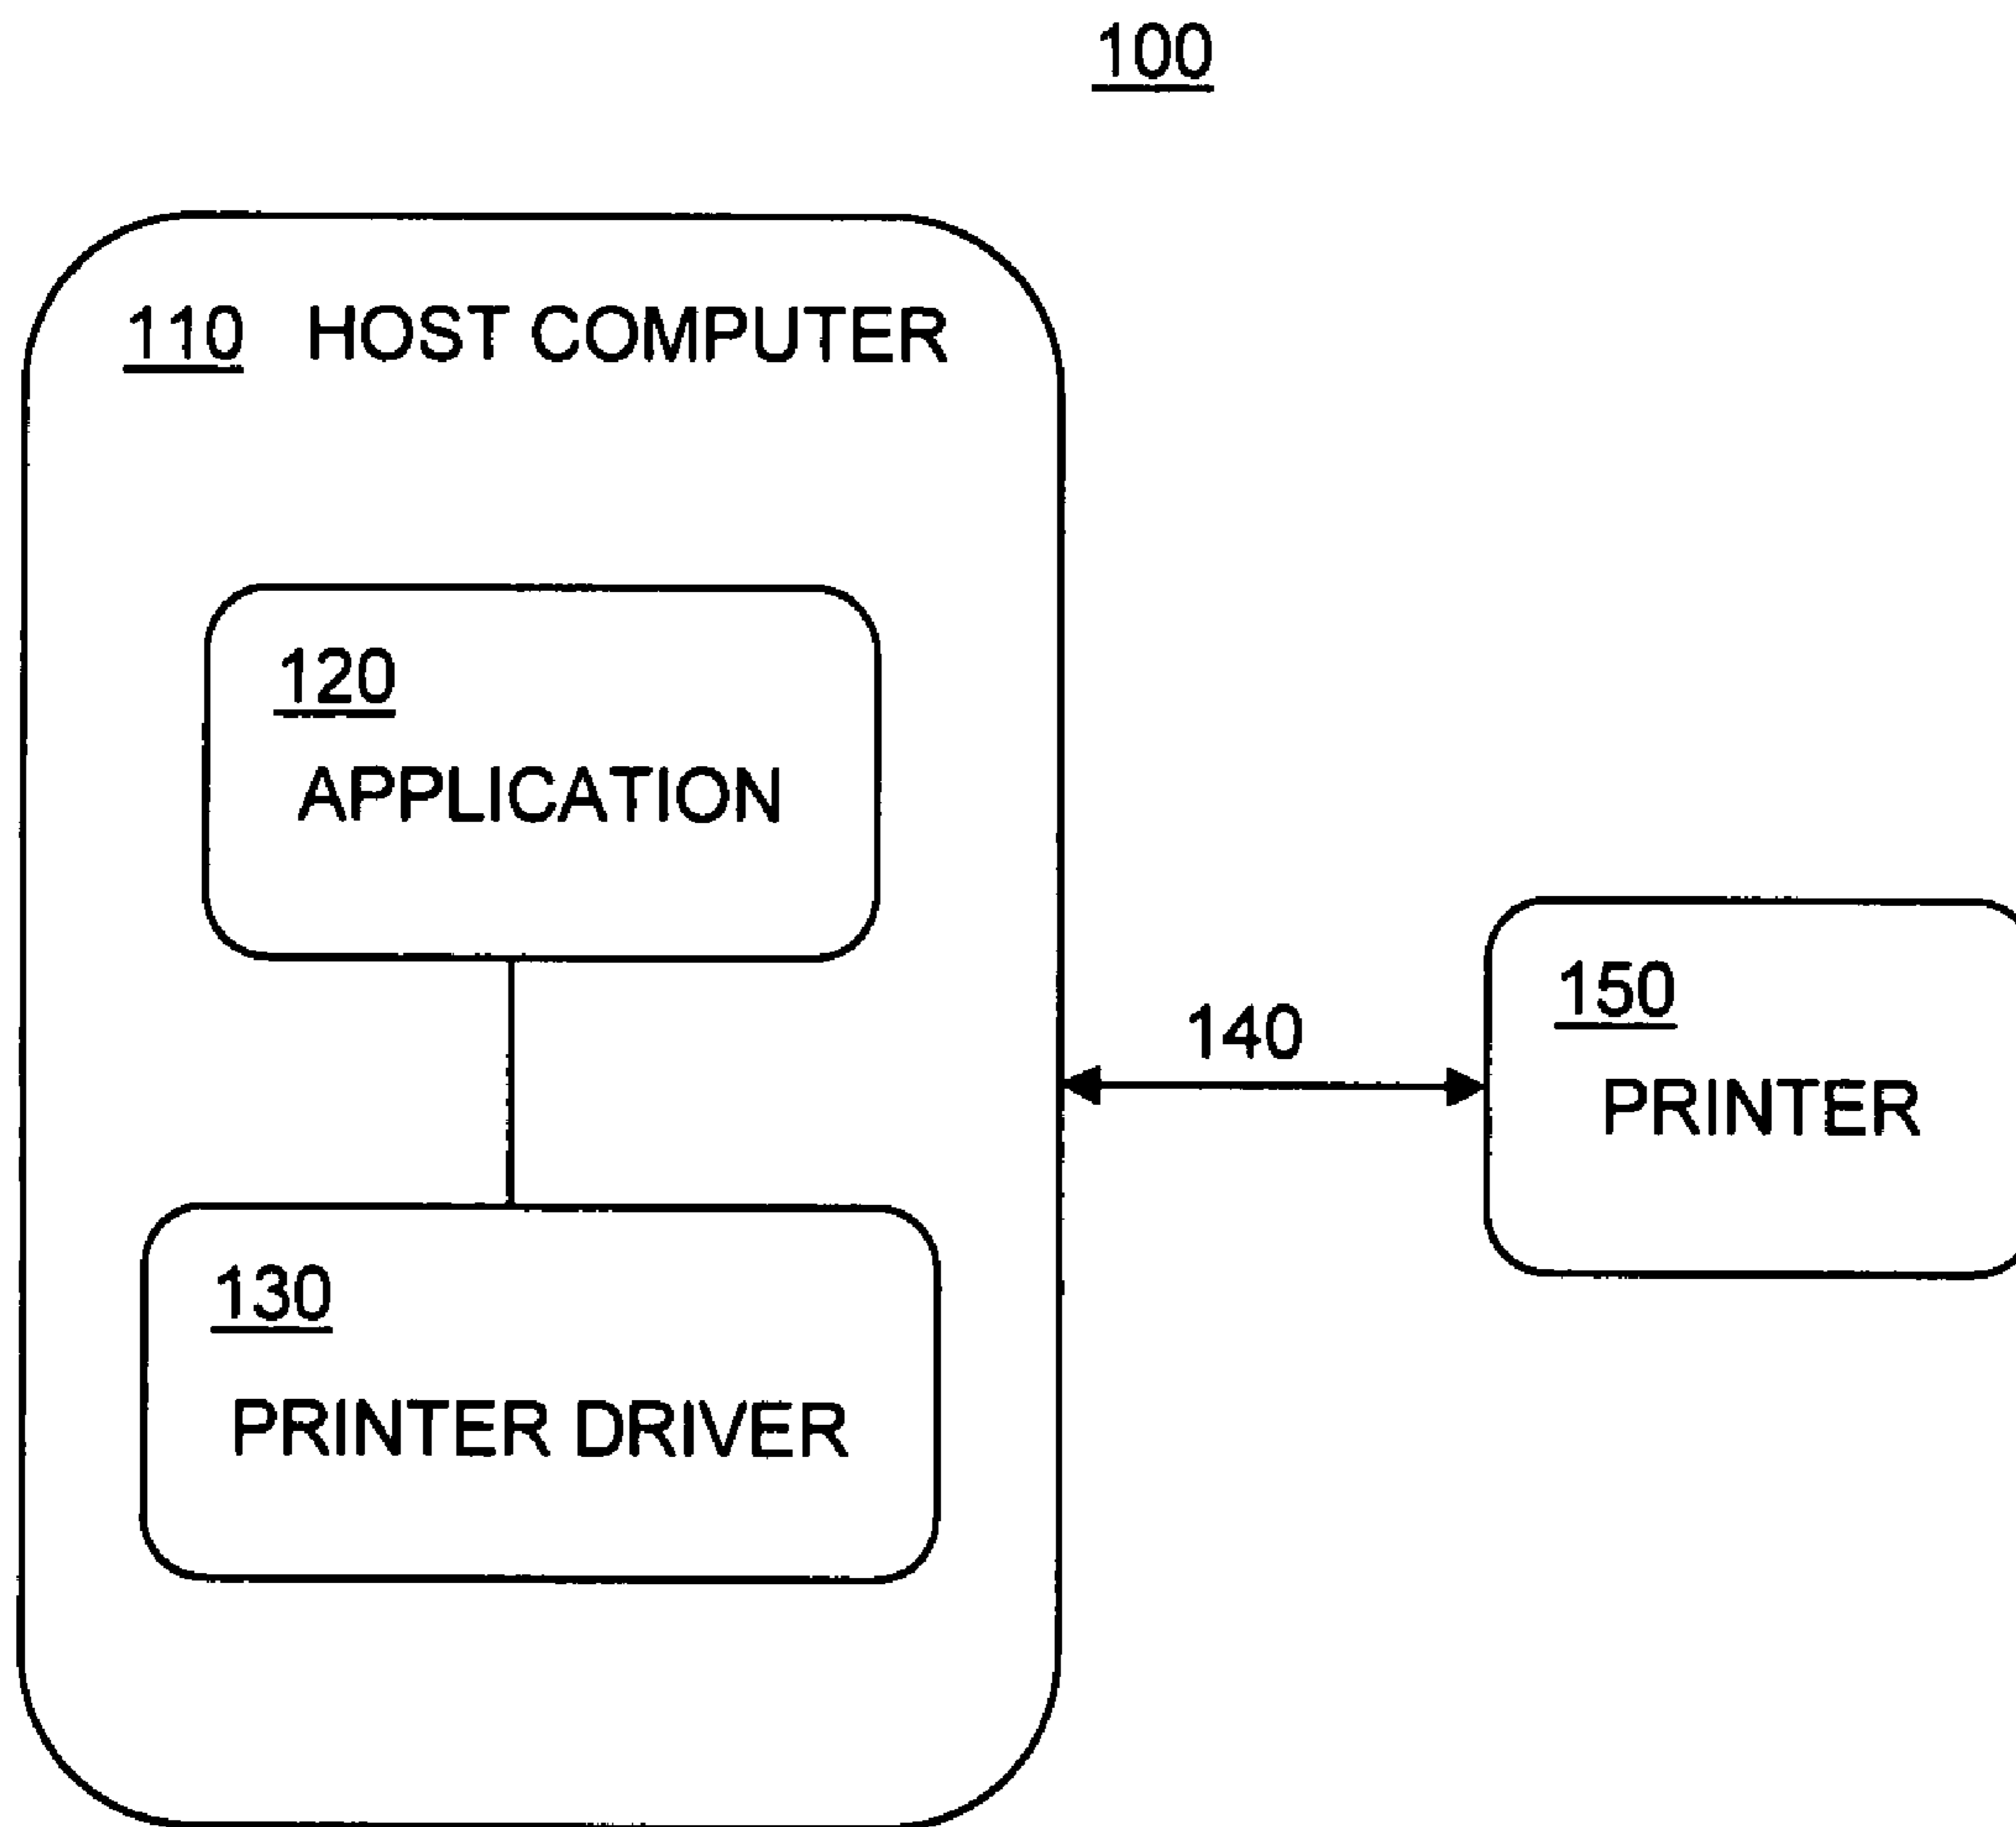 100
110 HOST COMPUTER
120
APPLICATION
140
150
PRINTER
130
PRINTER DRIVER